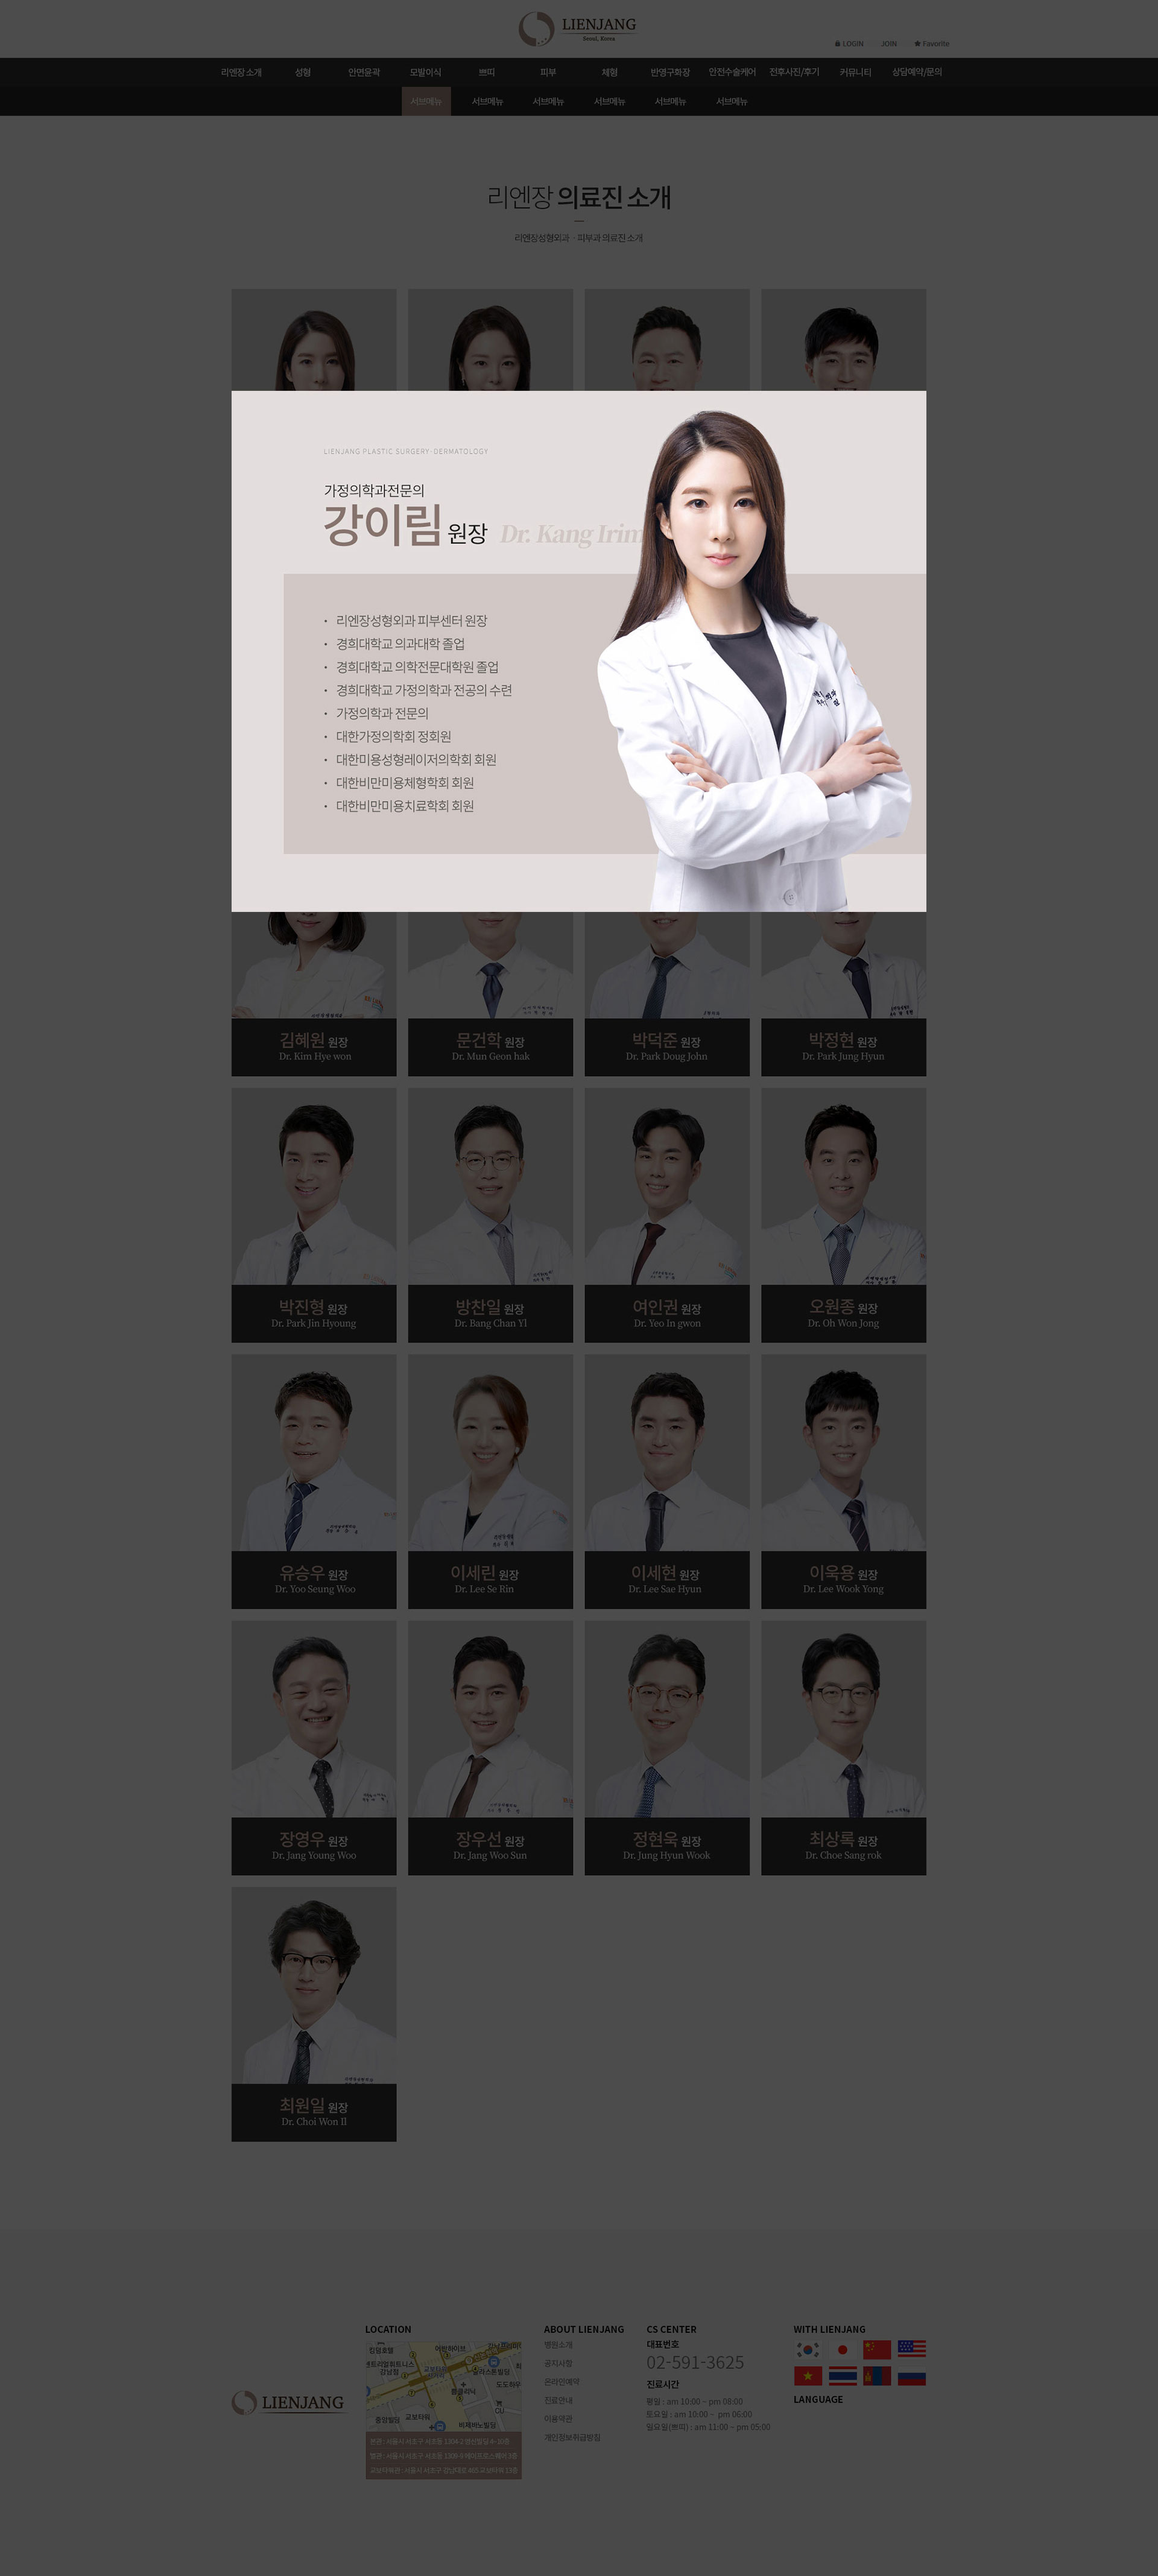 LIENJANG
Seoul, Korea
LOGIN
JOIN
Favorite
리엔장 소개 성형 안면윤곽 모발이식 쁘띠 피부 체형 반영구화장 안전수술케어 전후사진/후기 커뮤니티 상담예약/문의
서브메뉴 서브메뉴 서브메뉴 서브메뉴 서브메뉴 서브메뉴
리엔장 의료진 소개
리엔장성형외과 · 피부과 의료진 소개
LIENJANG PLASTIC SURGERY·DERMATOLOGY
가정의학과전문의
강이림 원장 Dr. Kang Irim
• 리엔장성형외과 피부센터 원장
• 경희대학교 의과대학 졸업
• 경희대학교 의학전문대학원 졸업
• 경희대학교 가정의학과 전공의 수련
• 가정의학과 전문의
• 대한가정의학회 정회원
• 대한미용성형레이저의학회 회원
• 대한비만미용체형학회 회원
• 대한비만미용치료학회 회원
김혜원 원장
Dr. Kim Hye won
문건학 원장
Dr. Mun Geon hak
박덕준 원장
Dr. Park Doug John
박정현 원장
Dr. Park Jung Hyun
박진형 원장
Dr. Park Jin Hyoung
방찬일 원장
Dr. Bang Chan Yl
여인권 원장
Dr. Yeo In gwon
오원종 원장
Dr. Oh Won Jong
유승우 원장
Dr. Yoo Seung Woo
이세린 원장
Dr. Lee Se Rin
이세현 원장
Dr. Lee Sae Hyun
이욱용 원장
Dr. Lee Wook Yong
장영우 원장
Dr. Jang Young Woo
장우선 원장
Dr. Jang Woo Sun
정현욱 원장
Dr. Jung Hyun Wook
최상록 원장
Dr. Choe Sang rok
최원일 원장
Dr. Choi Won Il
LIENJANG
LOCATION
어반하이브
강남점
교보타워
중앙빌딩
비제바노빌딩
CU
ABOUT LIENJANG
병원소개
공지사항
온라인예약
진료안내
이용약관
개인정보취급방침
CS CENTER
대표번호
02-591-3625
진료시간
평일 : am 10:00 ~ pm 08:00
토요일 : am 10:00 ~ pm 06:00
일요일(쁘띠) : am 11:00 ~ pm 05:00
WITH LIENJANG
LANGUAGE